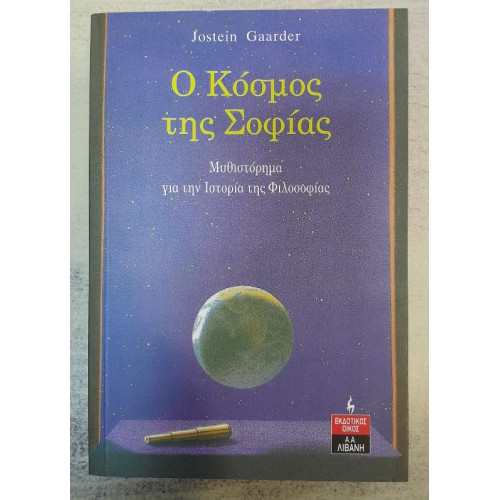 Jostein Gaarder
Ο Κόσμος
της Σοφίας
Μυθιστόρημα
για την Ιστορία της Φιλοσοφίας
ΕΚΔΟΤΙΚΟΣ
ΟΙΚΟΣ
Α.Α.
ΛΙΒΑΝΗ